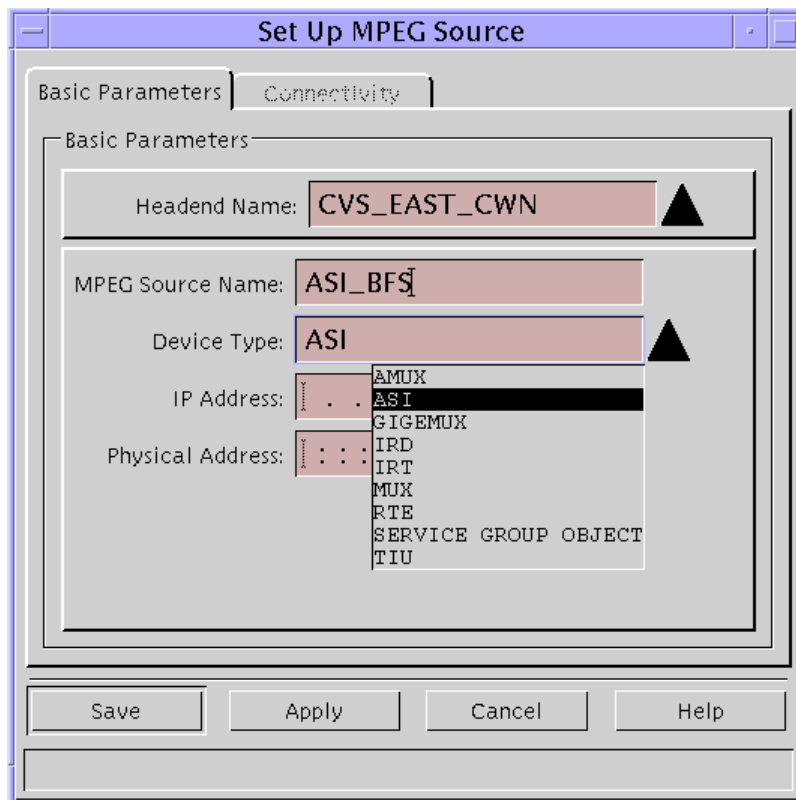 Set Up MPEG Source
Basic Parameters Connectivity
Basic Parameters
Headend Name: CVS_EAST_CWN
MPEG Source Name: ASI_BFS
Device Type: ASI
IP Address: . .
Physical Address: : : :
AMUX
ASI
GIGEMUX
IRD
IRT
MUX
RTE
SERVICE GROUP OBJECT
TIU
Save Apply Cancel Help